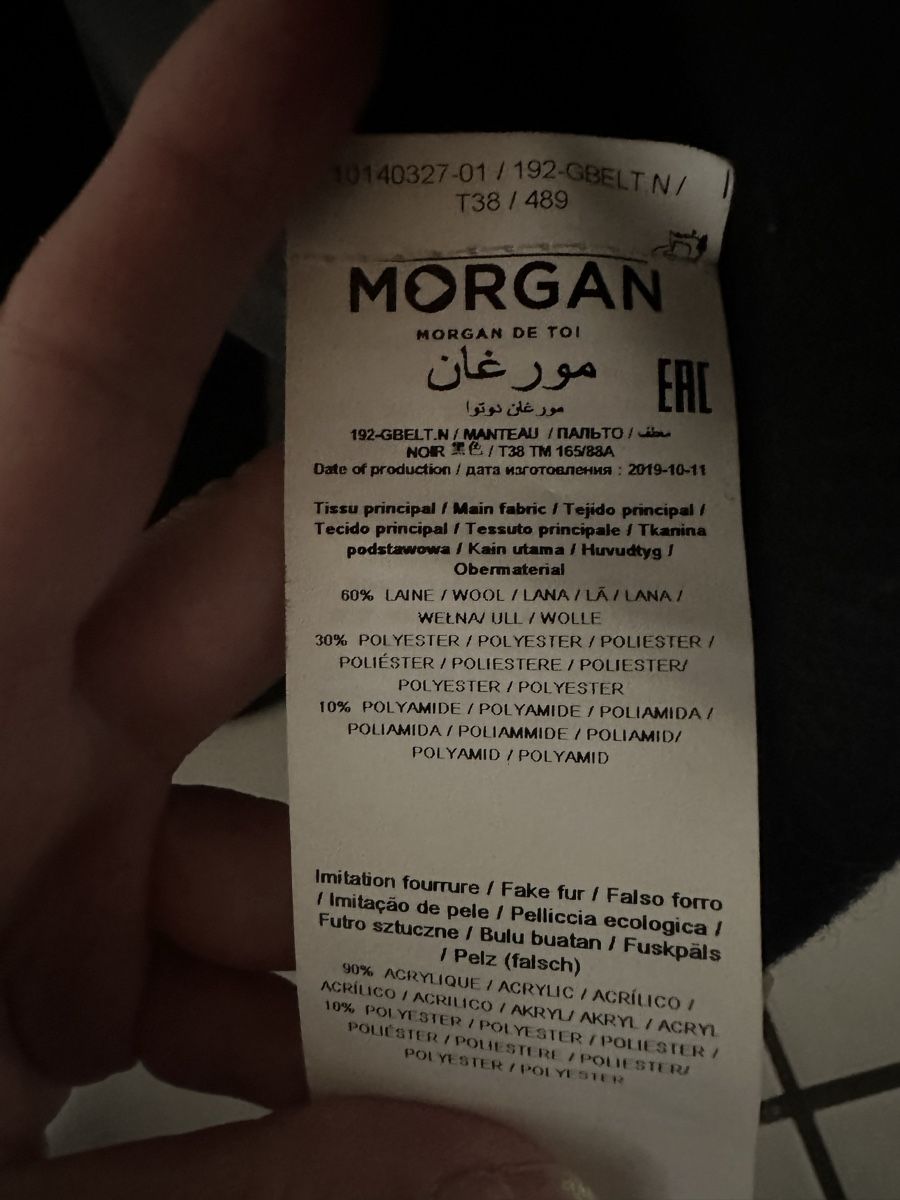 10140327-01 / 192-GBELT.N /
T38 / 489
MORGAN
MORGAN DE TOI
مورغان
مورغان دوتوا
EAC
192-GBELT.N / MANTEAU / ПАЛЬТО / معطف
NOIR 黑色 / T38 TM 165/88A
Date of production / дата изготовления : 2019-10-11
Tissu principal / Main fabric / Tejido principal /
Tecido principal / Tessuto principale / Tkanina
podstawowa / Kain utama / Huvudtyg /
Obermaterial
60% LAINE / WOOL / LANA / LÃ / LANA /
WEŁNA/ ULL / WOLLE
30% POLYESTER / POLYESTER / POLIESTER /
POLIÉSTER / POLIESTERE / POLIESTER/
POLYESTER / POLYESTER
10% POLYAMIDE / POLYAMIDE / POLIAMIDA /
POLIAMIDA / POLIAMMIDE / POLIAMID/
POLYAMID / POLYAMID
Imitation fourrure / Fake fur / Falso forro
/ Imitação de pele / Pelliccia ecologica /
Futro sztuczne / Bulu buatan / Fuskpäls
/ Pelz (falsch)
90% ACRYLIQUE / ACRYLIC / ACRÍLICO /
ACRÍLICO / ACRILICO / AKRYL/ AKRYL / ACRYL
10% POLYESTER / POLYESTER / POLIESTER /
POLIÉSTER / POLIESTERE / POLIESTER/
POLYESTER / POLYESTER